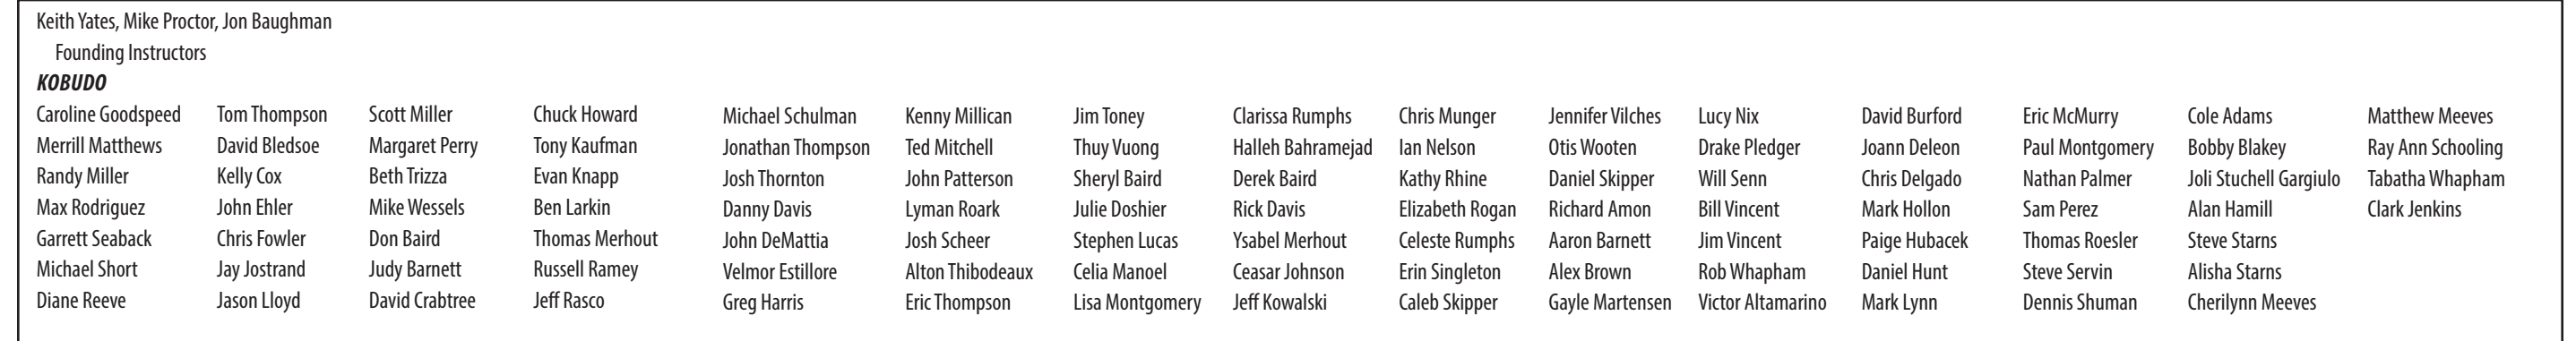 Keith Yates, Mike Proctor, Jon Baughman
Founding Instructors
KOBUDO
Caroline Goodspeed
Merrill Matthews
Randy Miller
Max Rodriguez
Garrett Seaback
Michael Short
Diane Reeve
Tom Thompson
David Bledsoe
Kelly Cox
John Ehler
Chris Fowler
Jay Jostrand
Jason Lloyd
Scott Miller
Margaret Perry
Beth Trizza
Mike Wessels
Don Baird
Judy Barnett
David Crabtree
Chuck Howard
Tony Kaufman
Evan Knapp
Ben Larkin
Thomas Merhout
Russell Ramey
Jeff Rasco
Michael Schulman
Jonathan Thompson
Josh Thornton
Danny Davis
John DeMattia
Velmor Estillore
Greg Harris
Kenny Millican
Ted Mitchell
John Patterson
Lyman Roark
Josh Scheer
Alton Thibodeaux
Eric Thompson
Jim Toney
Thuy Vuong
Sheryl Baird
Julie Doshier
Stephen Lucas
Celia Manoel
Lisa Montgomery
Clarissa Rumphs
Halleh Bahramejad
Derek Baird
Rick Davis
Ysabel Merhout
Ceasar Johnson
Jeff Kowalski
Chris Munger
Ian Nelson
Kathy Rhine
Elizabeth Rogan
Celeste Rumphs
Erin Singleton
Caleb Skipper
Jennifer Vilches
Otis Wooten
Daniel Skipper
Richard Amon
Aaron Barnett
Alex Brown
Gayle Martensen
Lucy Nix
Drake Pledger
Will Senn
Bill Vincent
Jim Vincent
Rob Whapham
Victor Altamarino
David Burford
Joann Deleon
Chris Delgado
Mark Hollon
Paige Hubacek
Daniel Hunt
Mark Lynn
Eric McMurry
Paul Montgomery
Nathan Palmer
Sam Perez
Thomas Roesler
Steve Servin
Dennis Shuman
Cole Adams
Bobby Blakey
Joli Stuchell Gargiulo
Alan Hamill
Steve Starns
Alisha Starns
Cherilynn Meeves
Matthew Meeves
Ray Ann Schooling
Tabatha Whapham
Clark Jenkins